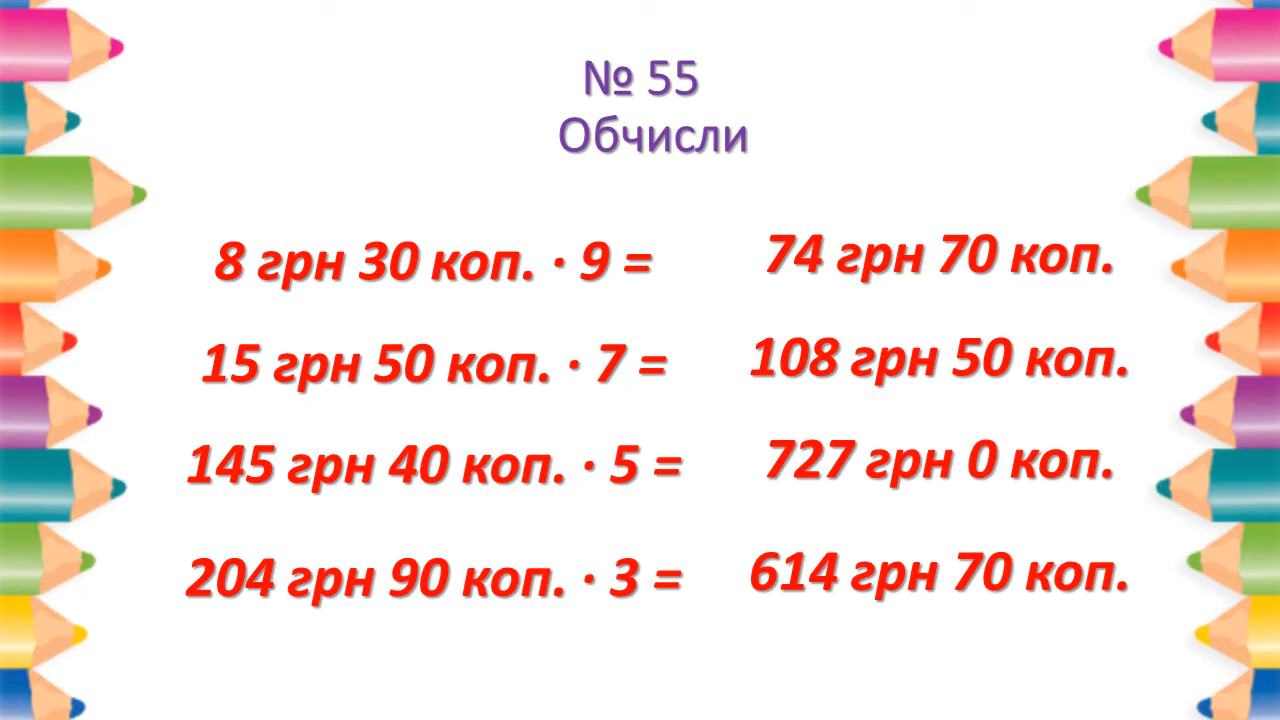 № 55
Обчисли
8 грн 30 коп. · 9 = 74 грн 70 коп.
15 грн 50 коп. · 7 = 108 грн 50 коп.
145 грн 40 коп. · 5 = 727 грн 0 коп.
204 грн 90 коп. · 3 = 614 грн 70 коп.